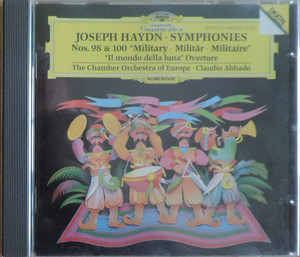 JOSEPH HAYDN · SYMPHONIES
Nos. 98 & 100 "Military · Militär · Militaire"
"Il mondo della luna" Overture
The Chamber Orchestra of Europe · Claudio Abbado
DIGITAL